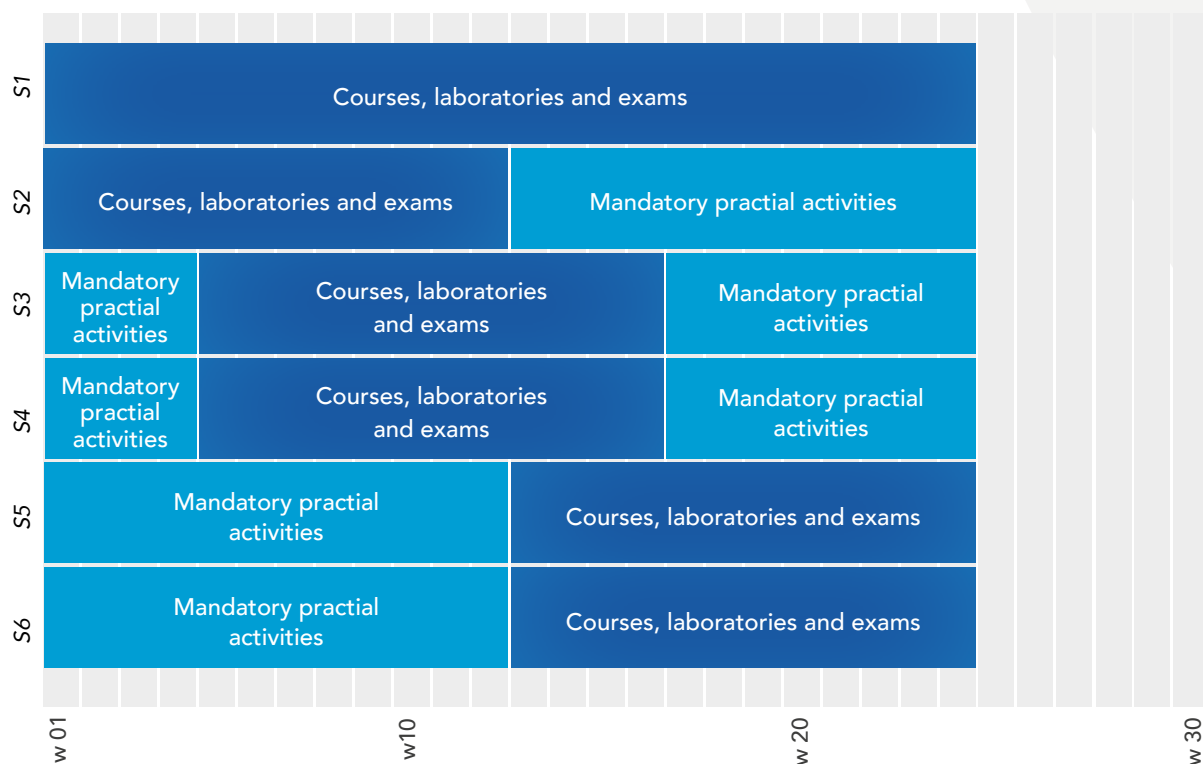 S1
Courses, laboratories and exams
S2
Courses, laboratories and exams
Mandatory practial activities
S3
Mandatory
practial
activities
Courses, laboratories
and exams
Mandatory practial
activities
S4
Mandatory
practial
activities
Courses, laboratories
and exams
Mandatory practial
activities
S5
Mandatory practial
activities
Courses, laboratories and exams
S6
Mandatory practial
activities
Courses, laboratories and exams
w 01
w10
w 20
w 30